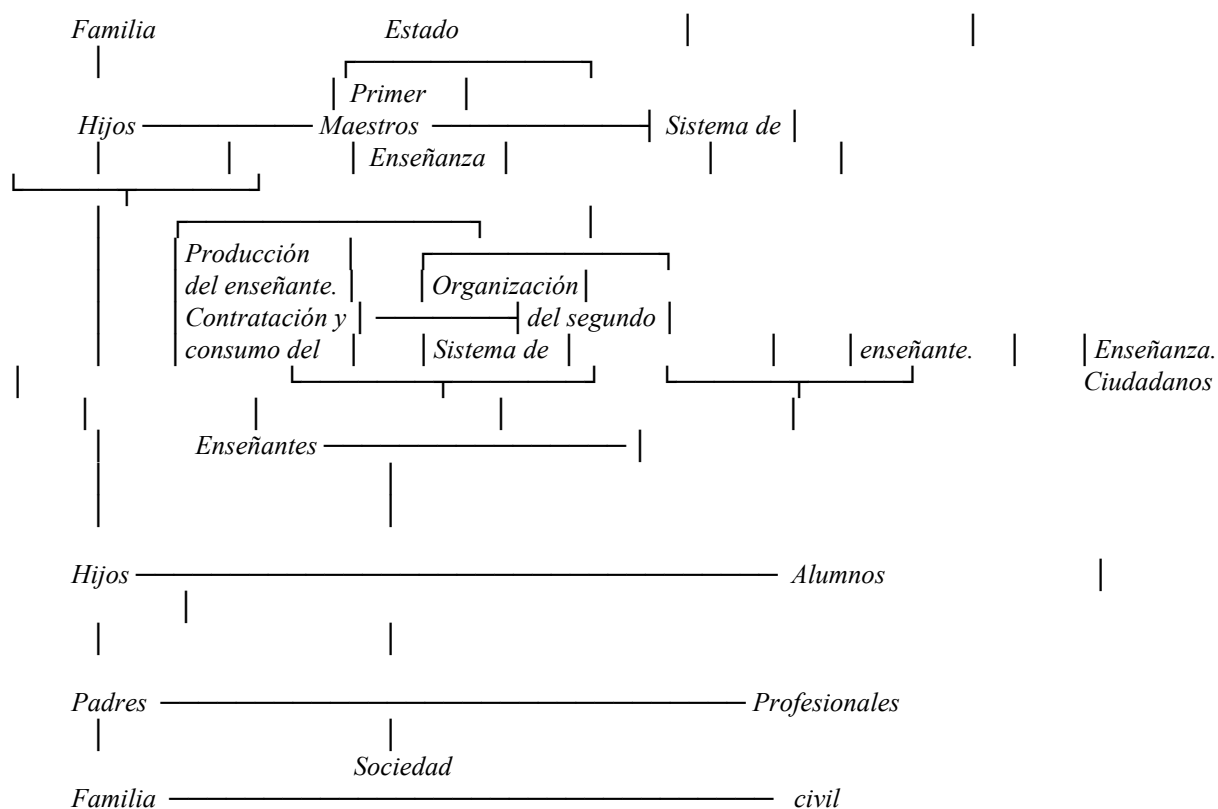 Familia Estado
Primer
Hijos Maestros Sistema de
Enseñanza
Producción
del enseñante. Organización
Contratación y del segundo
consumo del Sistema de enseñante. Enseñanza.
Ciudadanos
Enseñantes
Hijos Alumnos
Padres Profesionales
Sociedad
Familia civil